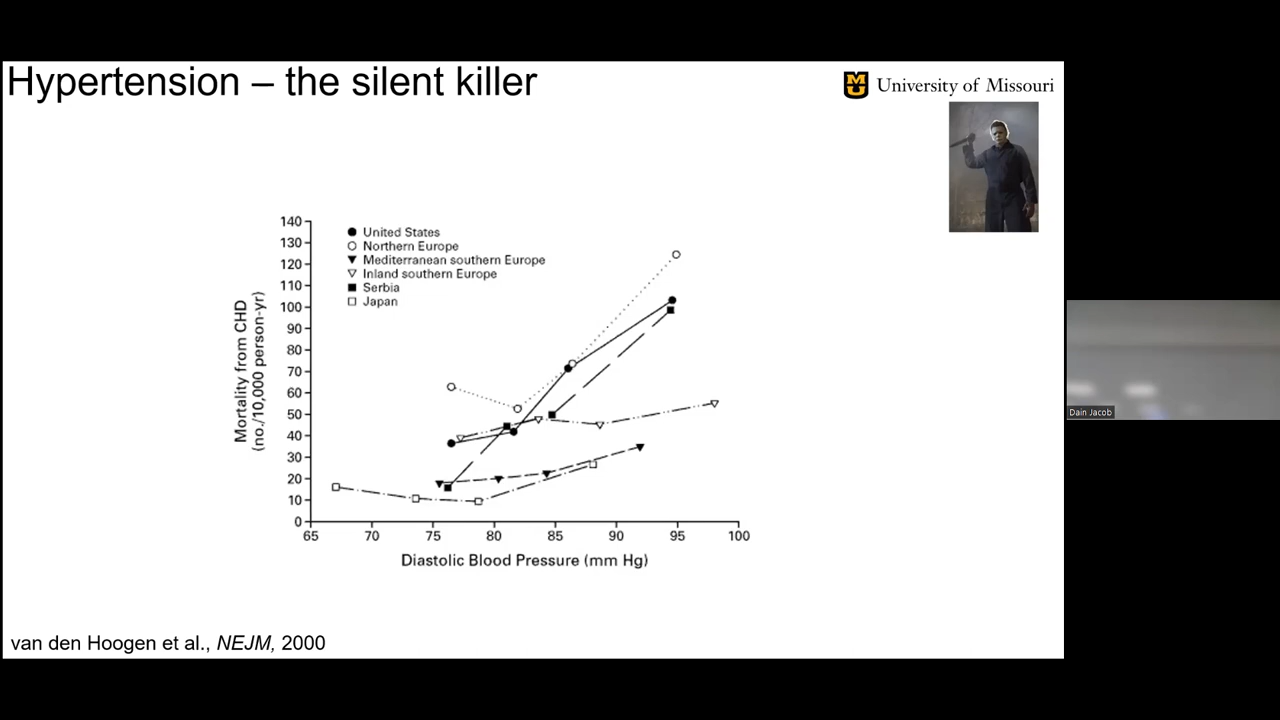 Hypertension – the silent killer
University of Missouri
140
130
120
110
100
90
80
70
60
50
40
30
20
10
0
Mortality from CHD
(no./10,000 person-yr)
United States
Northern Europe
Mediterranean southern Europe
Inland southern Europe
Serbia
Japan
65 70 75 80 85 90 95 100
Diastolic Blood Pressure (mm Hg)
van den Hoogen et al., NEJM, 2000
Dain Jacob